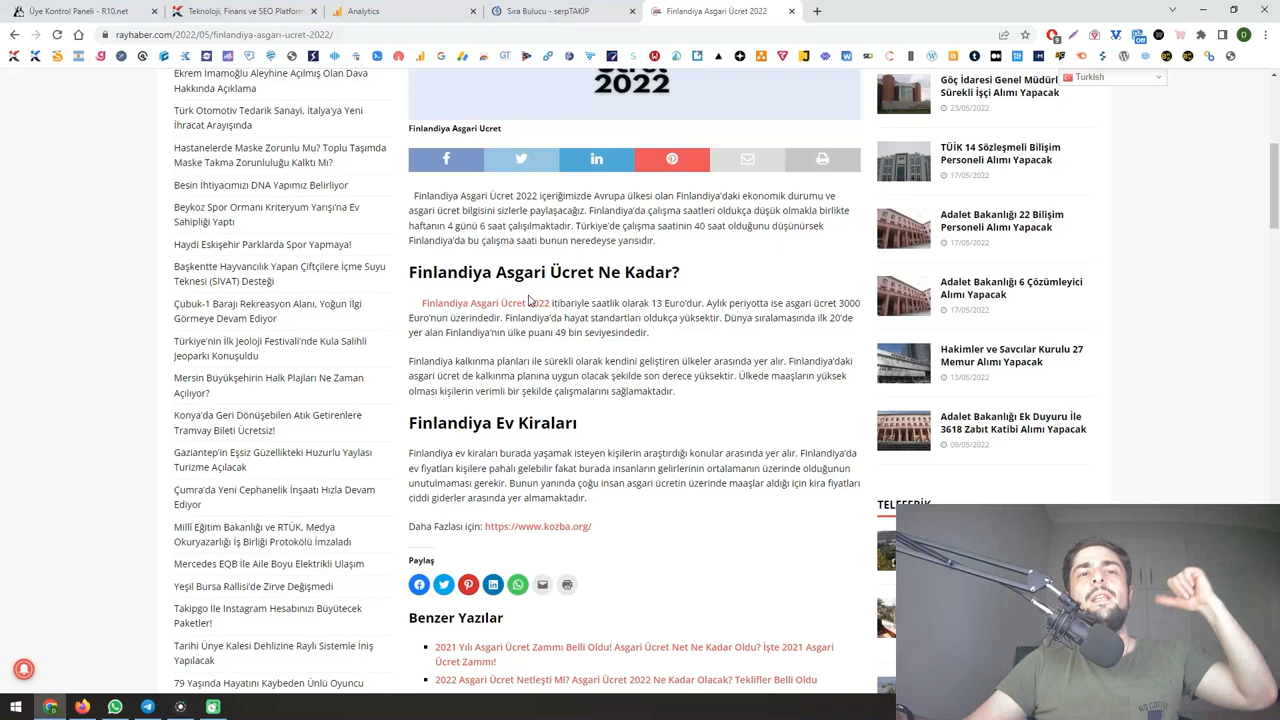 Üye Kontrol Paneli - R10.net
Teknoloji, Finans ve SEO Platform
Analytics
Sıra Bulucu - serpTAKİP
Finlandiya Asgari Ücret 2022
rayhaber.com/2022/05/finlandiya-asgari-ucret-2022/
Turkish
Ekrem İmamoğlu Aleyhine Açılmış Olan Dava
Hakkında Açıklama
Türk Otomotiv Tedarik Sanayi, İtalya'ya Yeni
İhracat Arayışında
Hastanelerde Maske Zorunlu Mu? Toplu Taşımda
Maske Takma Zorunluluğu Kalktı Mı?
Besin İhtiyacımızı DNA Yapımız Belirliyor
Beykoz Spor Ormanı Kriteryum Yarışı'na Ev
Sahipliği Yaptı
Haydi Eskişehir Parklarda Spor Yapmaya!
Başkentte Hayvancılık Yapan Çiftçilere İçme Suyu
Teknesi (SIVAT) Desteği
Çubuk-1 Barajı Rekreasyon Alanı, Yoğun İlgi
Görmeye Devam Ediyor
Türkiye'nin İlk Jeoloji Festivali'nde Kula Salihli
Jeoparkı Konuşuldu
Mersin Büyükşehirin Halk Plajları Ne Zaman
Açılıyor?
Konya'da Geri Dönüşebilen Atık Getirenlere
Tramvay Bileti Ücretsiz!
Gaziantep'in Eşsiz Güzellikteki Huzurlu Yaylası
Turizme Açılacak
Çumra'da Yeni Cephanelik İnşaatı Hızla Devam
Ediyor
Millî Eğitim Bakanlığı ve RTÜK, Medya
Okuryazarlığı İş Birliği Protokolü İmzaladı
Mercedes EQB İle Aile Boyu Elektrikli Ulaşım
Yeşil Bursa Rallisi'de Zirve Değişmedi
Takipgo İle Instagram Hesabınızı Büyütecek
Paketler!
Tarihi Ünye Kalesi Dehlizine Raylı Sistemle İniş
Yapılacak
79 Yaşında Hayatını Kaybeden Ünlü Oyuncu
2022
Finlandiya Asgari Ucret
Finlandiya Asgari Ücret 2022 içeriğimizde Avrupa ülkesi olan Finlandiya'daki ekonomik durumu ve
asgari ücret bilgisini sizlerle paylaşacağız. Finlandiya'da çalışma saatleri oldukça düşük olmakla birlikte
haftanın 4 günü 6 saat çalışılmaktadır. Türkiye'de çalışma saatinin 40 saat olduğunu düşünürsek
Finlandiya'da bu çalışma saati bunun neredeyse yarısıdır.
Finlandiya Asgari Ücret Ne Kadar?
Finlandiya Asgari Ücret 2022 itibariyle saatlik olarak 13 Euro'dur. Aylık periyotta ise asgari ücret 3000
Euro'nun üzerindedir. Finlandiya'da hayat standartları oldukça yüksektir. Dünya sıralamasında ilk 20'de
yer alan Finlandiya'nın ülke puanı 49 bin seviyesindedir.
Finlandiya kalkınma planları ile sürekli olarak kendini geliştiren ülkeler arasında yer alır. Finlandiya'daki
asgari ücret de kalkınma planına uygun olacak şekilde son derece yüksektir. Ülkede maaşların yüksek
olması kişilerin verimli bir şekilde çalışmalarını sağlamaktadır.
Finlandiya Ev Kiraları
Finlandiya ev kiraları burada yaşamak isteyen kişilerin araştırdığı konular arasında yer alır. Finlandiya'da
ev fiyatları kişilere pahalı gelebilir fakat burada insanların gelirlerinin ortalamanın üzerinde olduğunun
unutulmaması gerekir. Bunun yanında çoğu insan asgari ücretin üzerinde maaşlar aldığı için kira fiyatları
ciddi giderler arasında yer almamaktadır.
Daha Fazlası için: https://www.kozba.org/
Paylaş
Benzer Yazılar
2021 Yılı Asgari Ücret Zammı Belli Oldu! Asgari Ücret Net Ne Kadar Oldu? İşte 2021 Asgari
Ücret Zammı!
2022 Asgari Ücret Netleşti Mi? Asgari Ücret 2022 Ne Kadar Olacak? Teklifler Belli Oldu
Göç İdaresi Genel Müdürl
Sürekli İşçi Alımı Yapacak
23/05/2022
TÜİK 14 Sözleşmeli Bilişim
Personeli Alımı Yapacak
17/05/2022
Adalet Bakanlığı 22 Bilişim
Personeli Alımı Yapacak
17/05/2022
Adalet Bakanlığı 6 Çözümleyici
Alımı Yapacak
17/05/2022
Hakimler ve Savcılar Kurulu 27
Memur Alımı Yapacak
13/05/2022
Adalet Bakanlığı Ek Duyuru İle
3618 Zabıt Katibi Alımı Yapacak
09/05/2022
TELEFERİK
NO COFFEE